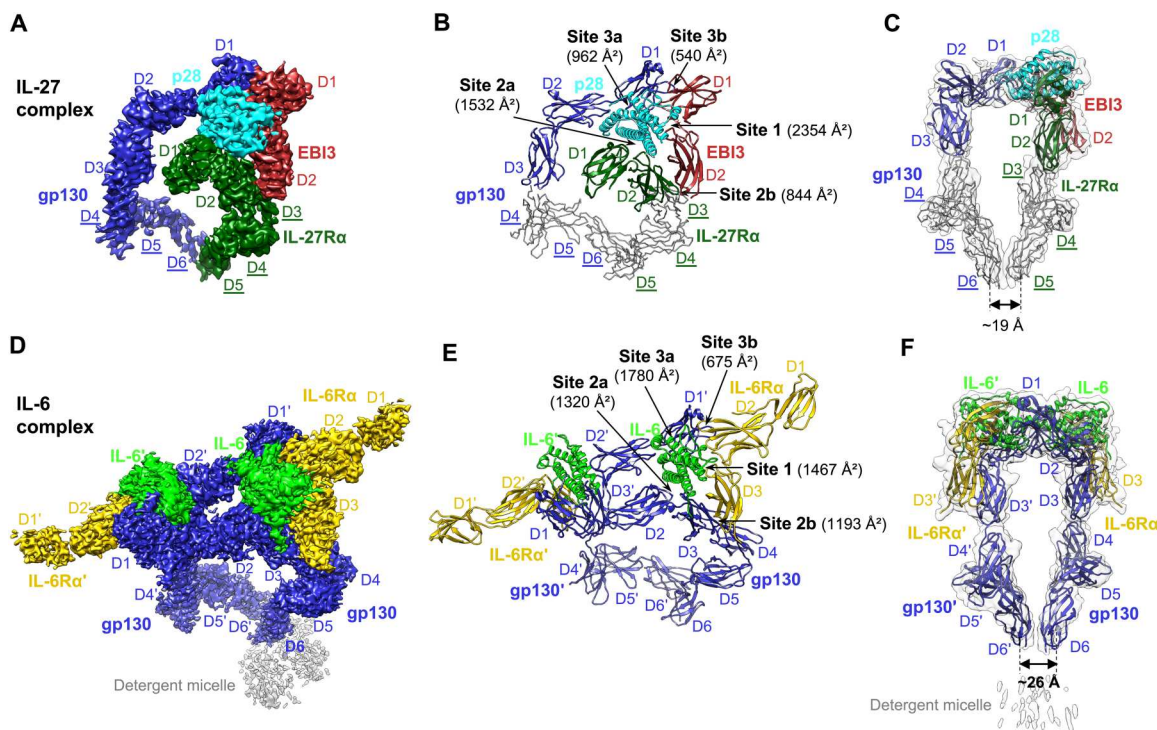 A
IL-27
complex
D1
p28
D2
D1
D1
D3
EBI3
D2
D2
gp130
D4
D3
IL-27Rα
D5
D6
D4
D5
B
Site 3a
(962 Å²)
Site 3b
(540 Å²)
D1
D2
p28
D1
Site 2a
(1532 Å²)
Site 1 (2354 Å²)
D3
D1
EBI3
D2
gp130
D2
Site 2b (844 Å²)
D4
D3
IL-27Rα
D5
D6
D4
D5
C
p28
D2
D1
EBI3
D1
D3
D2
D2
D3
gp130
IL-27Rα
D4
D5
D4
D6
D5
~19 Å
D
IL-6
complex
IL-6Rα
D1
D1'
D2
IL-6
IL-6'
D2'
D2'
D1'
D3
D1
D2
D3
IL-6Rα'
D4'
D4
gp130
gp130
D5'
D6'
D5
D6
Detergent micelle
E
Site 3b
(675 Å²)
Site 3a
(1780 Å²)
D1
Site 2a
(1320 Å²)
D1'
IL-6Rα
D2
IL-6
IL-6'
D2'
Site 1 (1467 Å²)
D3'
D2'
D1'
D3
Site 2b (1193 Å²)
D1
D2
IL-6Rα'
D3
D4
D4'
gp130'
gp130
D5'
D6'
D5
D6
F
IL-6'
D1
IL-6
D2
D3'
D3'
D3
D3
IL-6Rα'
IL-6Rα
D4'
D4
gp130'
D5
D5'
gp130
D6'
D6
~26 Å
Detergent micelle